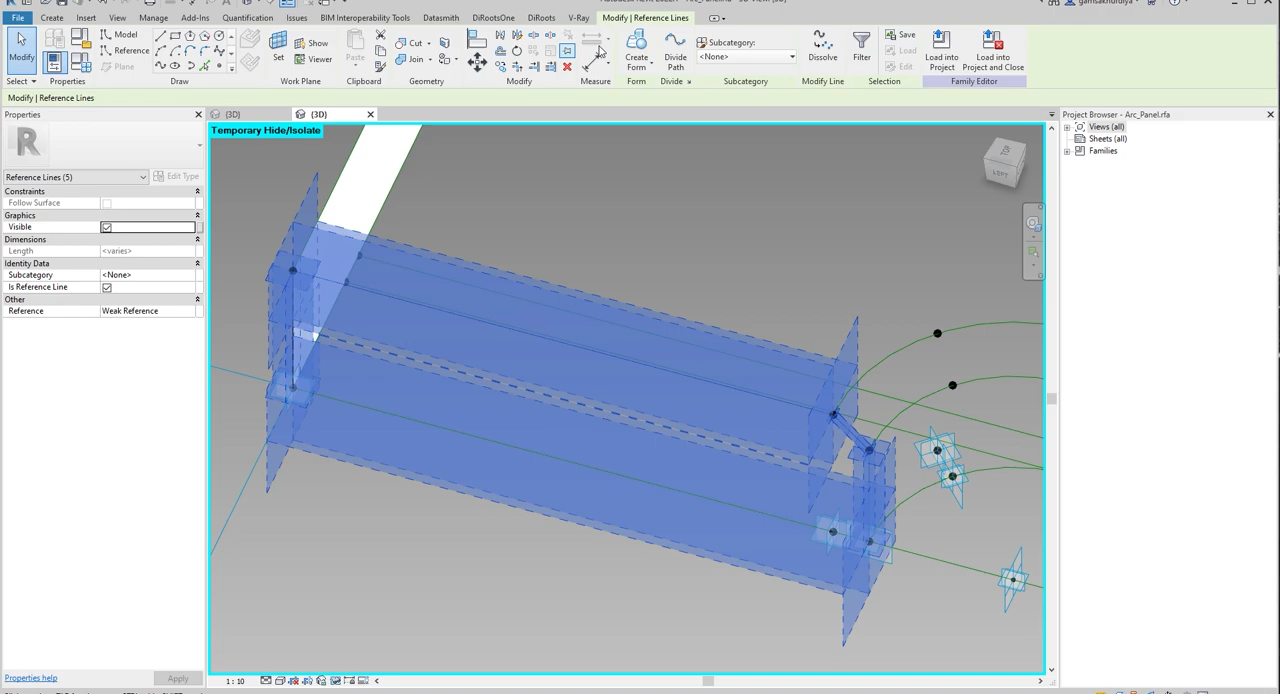 gamsakhurdiya
File Create Insert View Manage Add-Ins Quantification Issues BIM Interoperability Tools Datasmith DiRootsOne DiRoots V-Ray Modify | Reference Lines
Modify
Model
Reference
Plane
Set
Show
Viewer
Paste
Cut
Join
Create
Form
Divide
Path
Subcategory:
<None>
Dissolve
Filter
Save
Load
Edit
Load into
Project
Load into
Project and Close
Select Properties Draw Work Plane Clipboard Geometry Modify Measure Form Divide Subcategory Modify Line Selection Family Editor
Modify | Reference Lines
Properties
{3D}
{3D}
Project Browser - Arc_Panel.rfa
Temporary Hide/Isolate
Views (all)
Sheets (all)
Families
R
Reference Lines (5)
Edit Type
Constraints
Follow Surface
Graphics
Visible
Dimensions
Length <varies>
Identity Data
Subcategory <None>
Is Reference Line
Other
Reference Weak Reference
LEFT
Properties help
Apply
1 : 10